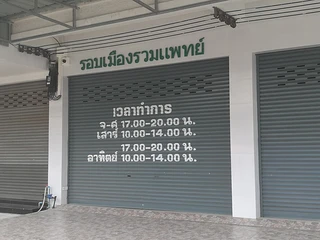 รอบเมืองรวมแพทย์
เวลาทำการ
จ-ศ 17.00-20.00 น.
เสาร์ 10.00-14.00 น.
17.00-20.00 น.
อาทิตย์ 10.00-14.00 น.